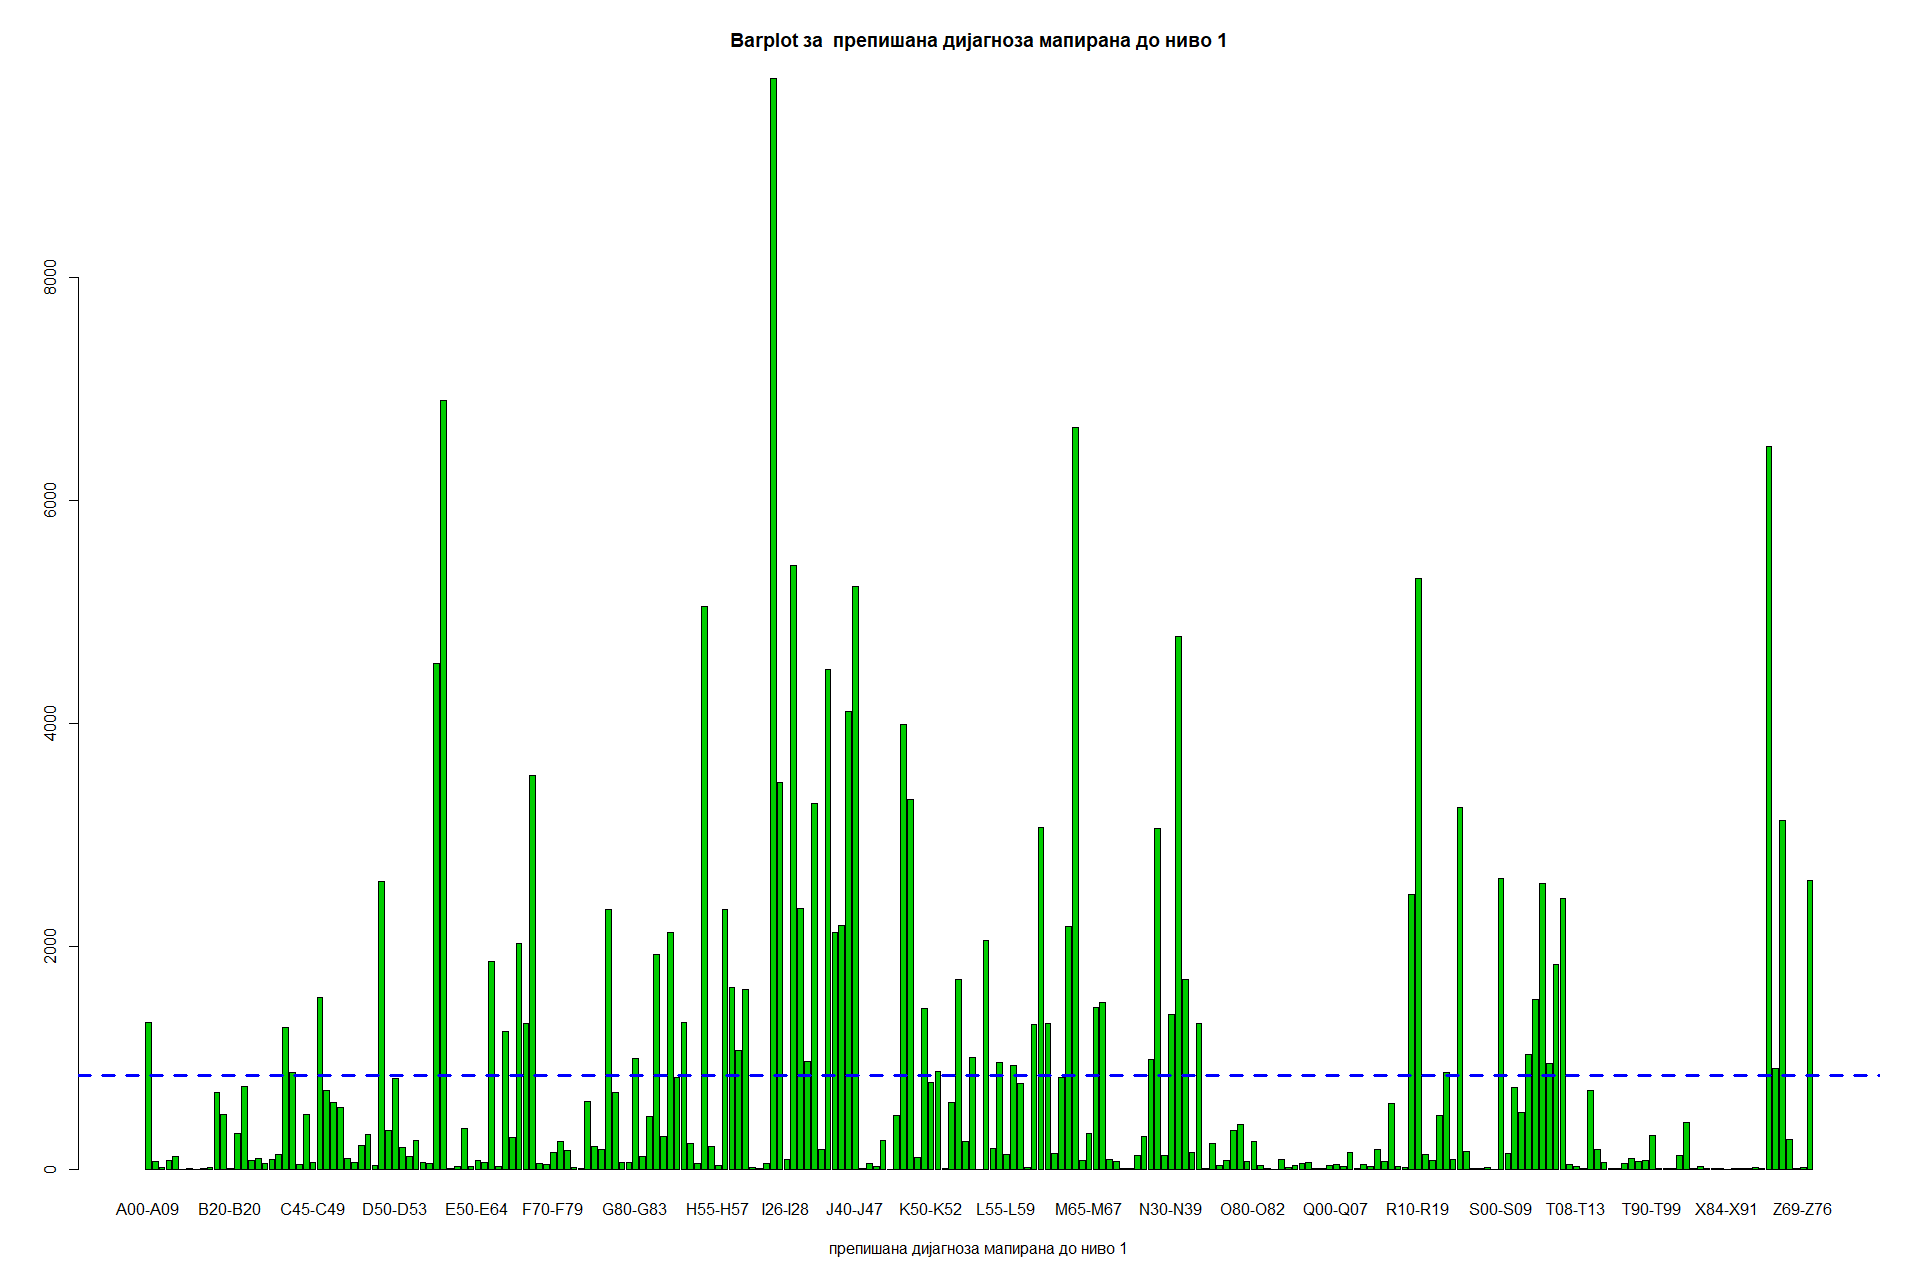 Barplot за  препишана дијагноза мапирана до ниво 1
8000
6000
4000
2000
0
A00-A09 B20-B20 C45-C49 D50-D53 E50-E64 F70-F79 G80-G83 H55-H57 I26-I28 J40-J47 K50-K52 L55-L59 M65-M67 N30-N39 O80-O82 Q00-Q07 R10-R19 S00-S09 T08-T13 T90-T99 X84-X91 Z69-Z76
препишана дијагноза мапирана до ниво 1